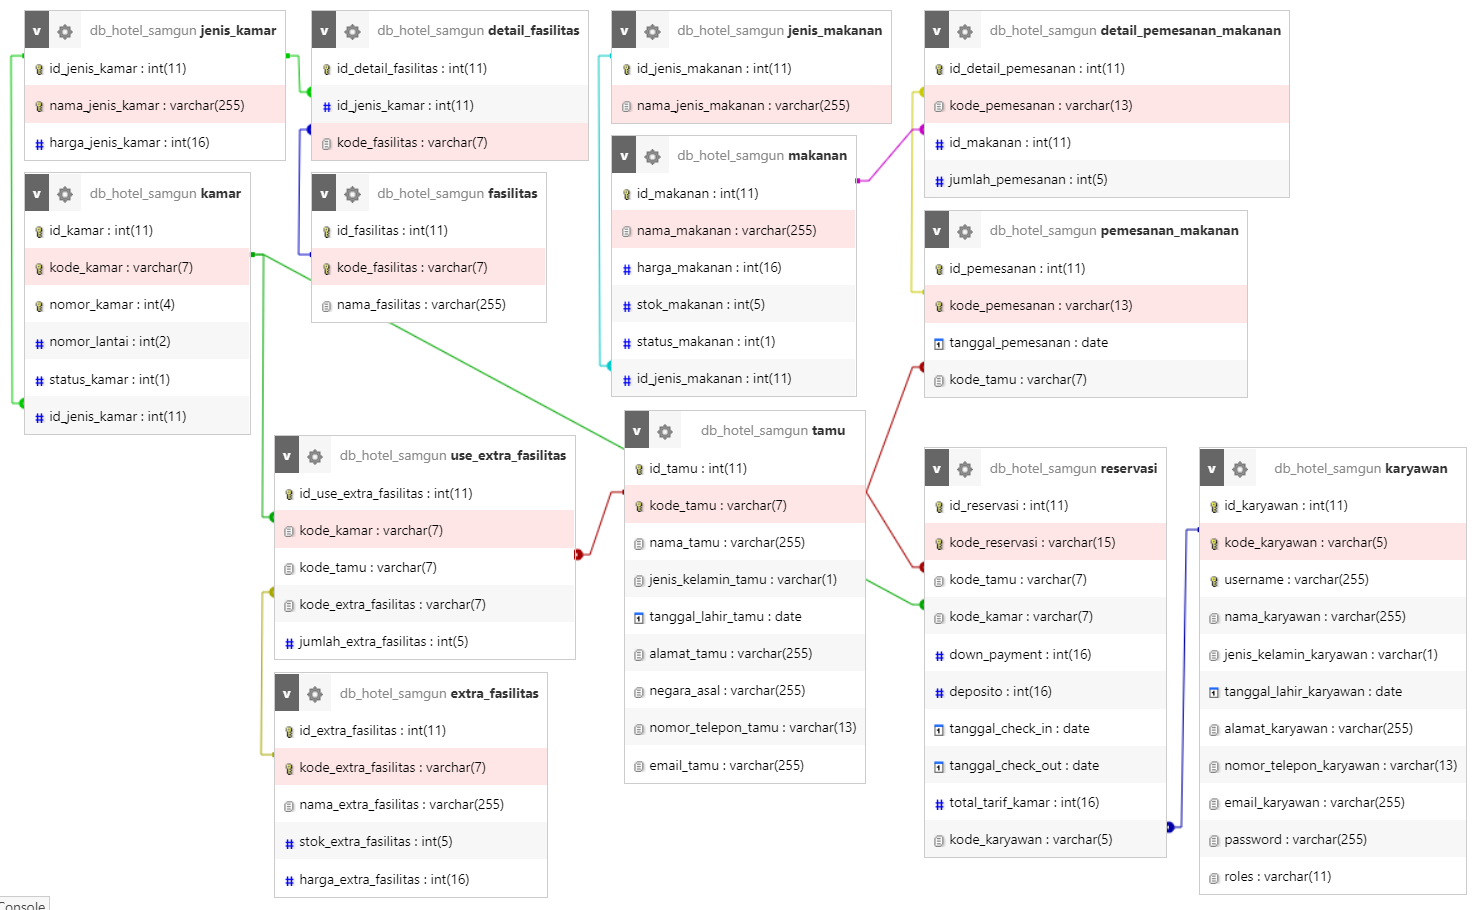 v db_hotel_samgun jenis_kamar
id_jenis_kamar : int(11)
nama_jenis_kamar : varchar(255)
harga_jenis_kamar : int(16)
v db_hotel_samgun detail_fasilitas
id_detail_fasilitas : int(11)
# id_jenis_kamar : int(11)
kode_fasilitas : varchar(7)
v db_hotel_samgun jenis_makanan
id_jenis_makanan : int(11)
nama_jenis_makanan : varchar(255)
v db_hotel_samgun detail_pemesanan_makanan
id_detail_pemesanan : int(11)
kode_pemesanan : varchar(13)
# id_makanan : int(11)
# jumlah_pemesanan : int(5)
v db_hotel_samgun kamar
id_kamar : int(11)
kode_kamar : varchar(7)
nomor_kamar : int(4)
# nomor_lantai : int(2)
# status_kamar : int(1)
# id_jenis_kamar : int(11)
v db_hotel_samgun fasilitas
id_fasilitas : int(11)
kode_fasilitas : varchar(7)
nama_fasilitas : varchar(255)
v db_hotel_samgun makanan
id_makanan : int(11)
nama_makanan : varchar(255)
# harga_makanan : int(16)
# stok_makanan : int(5)
# status_makanan : int(1)
# id_jenis_makanan : int(11)
v db_hotel_samgun pemesanan_makanan
id_pemesanan : int(11)
kode_pemesanan : varchar(13)
tanggal_pemesanan : date
kode_tamu : varchar(7)
v db_hotel_samgun use_extra_fasilitas
id_use_extra_fasilitas : int(11)
kode_kamar : varchar(7)
kode_tamu : varchar(7)
kode_extra_fasilitas : varchar(7)
# jumlah_extra_fasilitas : int(5)
v db_hotel_samgun tamu
id_tamu : int(11)
kode_tamu : varchar(7)
nama_tamu : varchar(255)
jenis_kelamin_tamu : varchar(1)
tanggal_lahir_tamu : date
alamat_tamu : varchar(255)
negara_asal : varchar(255)
nomor_telepon_tamu : varchar(13)
email_tamu : varchar(255)
v db_hotel_samgun reservasi
id_reservasi : int(11)
kode_reservasi : varchar(15)
kode_tamu : varchar(7)
kode_kamar : varchar(7)
# down_payment : int(16)
# deposito : int(16)
tanggal_check_in : date
tanggal_check_out : date
# total_tarif_kamar : int(16)
kode_karyawan : varchar(5)
v db_hotel_samgun karyawan
id_karyawan : int(11)
kode_karyawan : varchar(5)
username : varchar(255)
nama_karyawan : varchar(255)
jenis_kelamin_karyawan : varchar(1)
tanggal_lahir_karyawan : date
alamat_karyawan : varchar(255)
nomor_telepon_karyawan : varchar(13)
email_karyawan : varchar(255)
password : varchar(255)
roles : varchar(11)
v db_hotel_samgun extra_fasilitas
id_extra_fasilitas : int(11)
kode_extra_fasilitas : varchar(7)
nama_extra_fasilitas : varchar(255)
# stok_extra_fasilitas : int(5)
# harga_extra_fasilitas : int(16)
Console